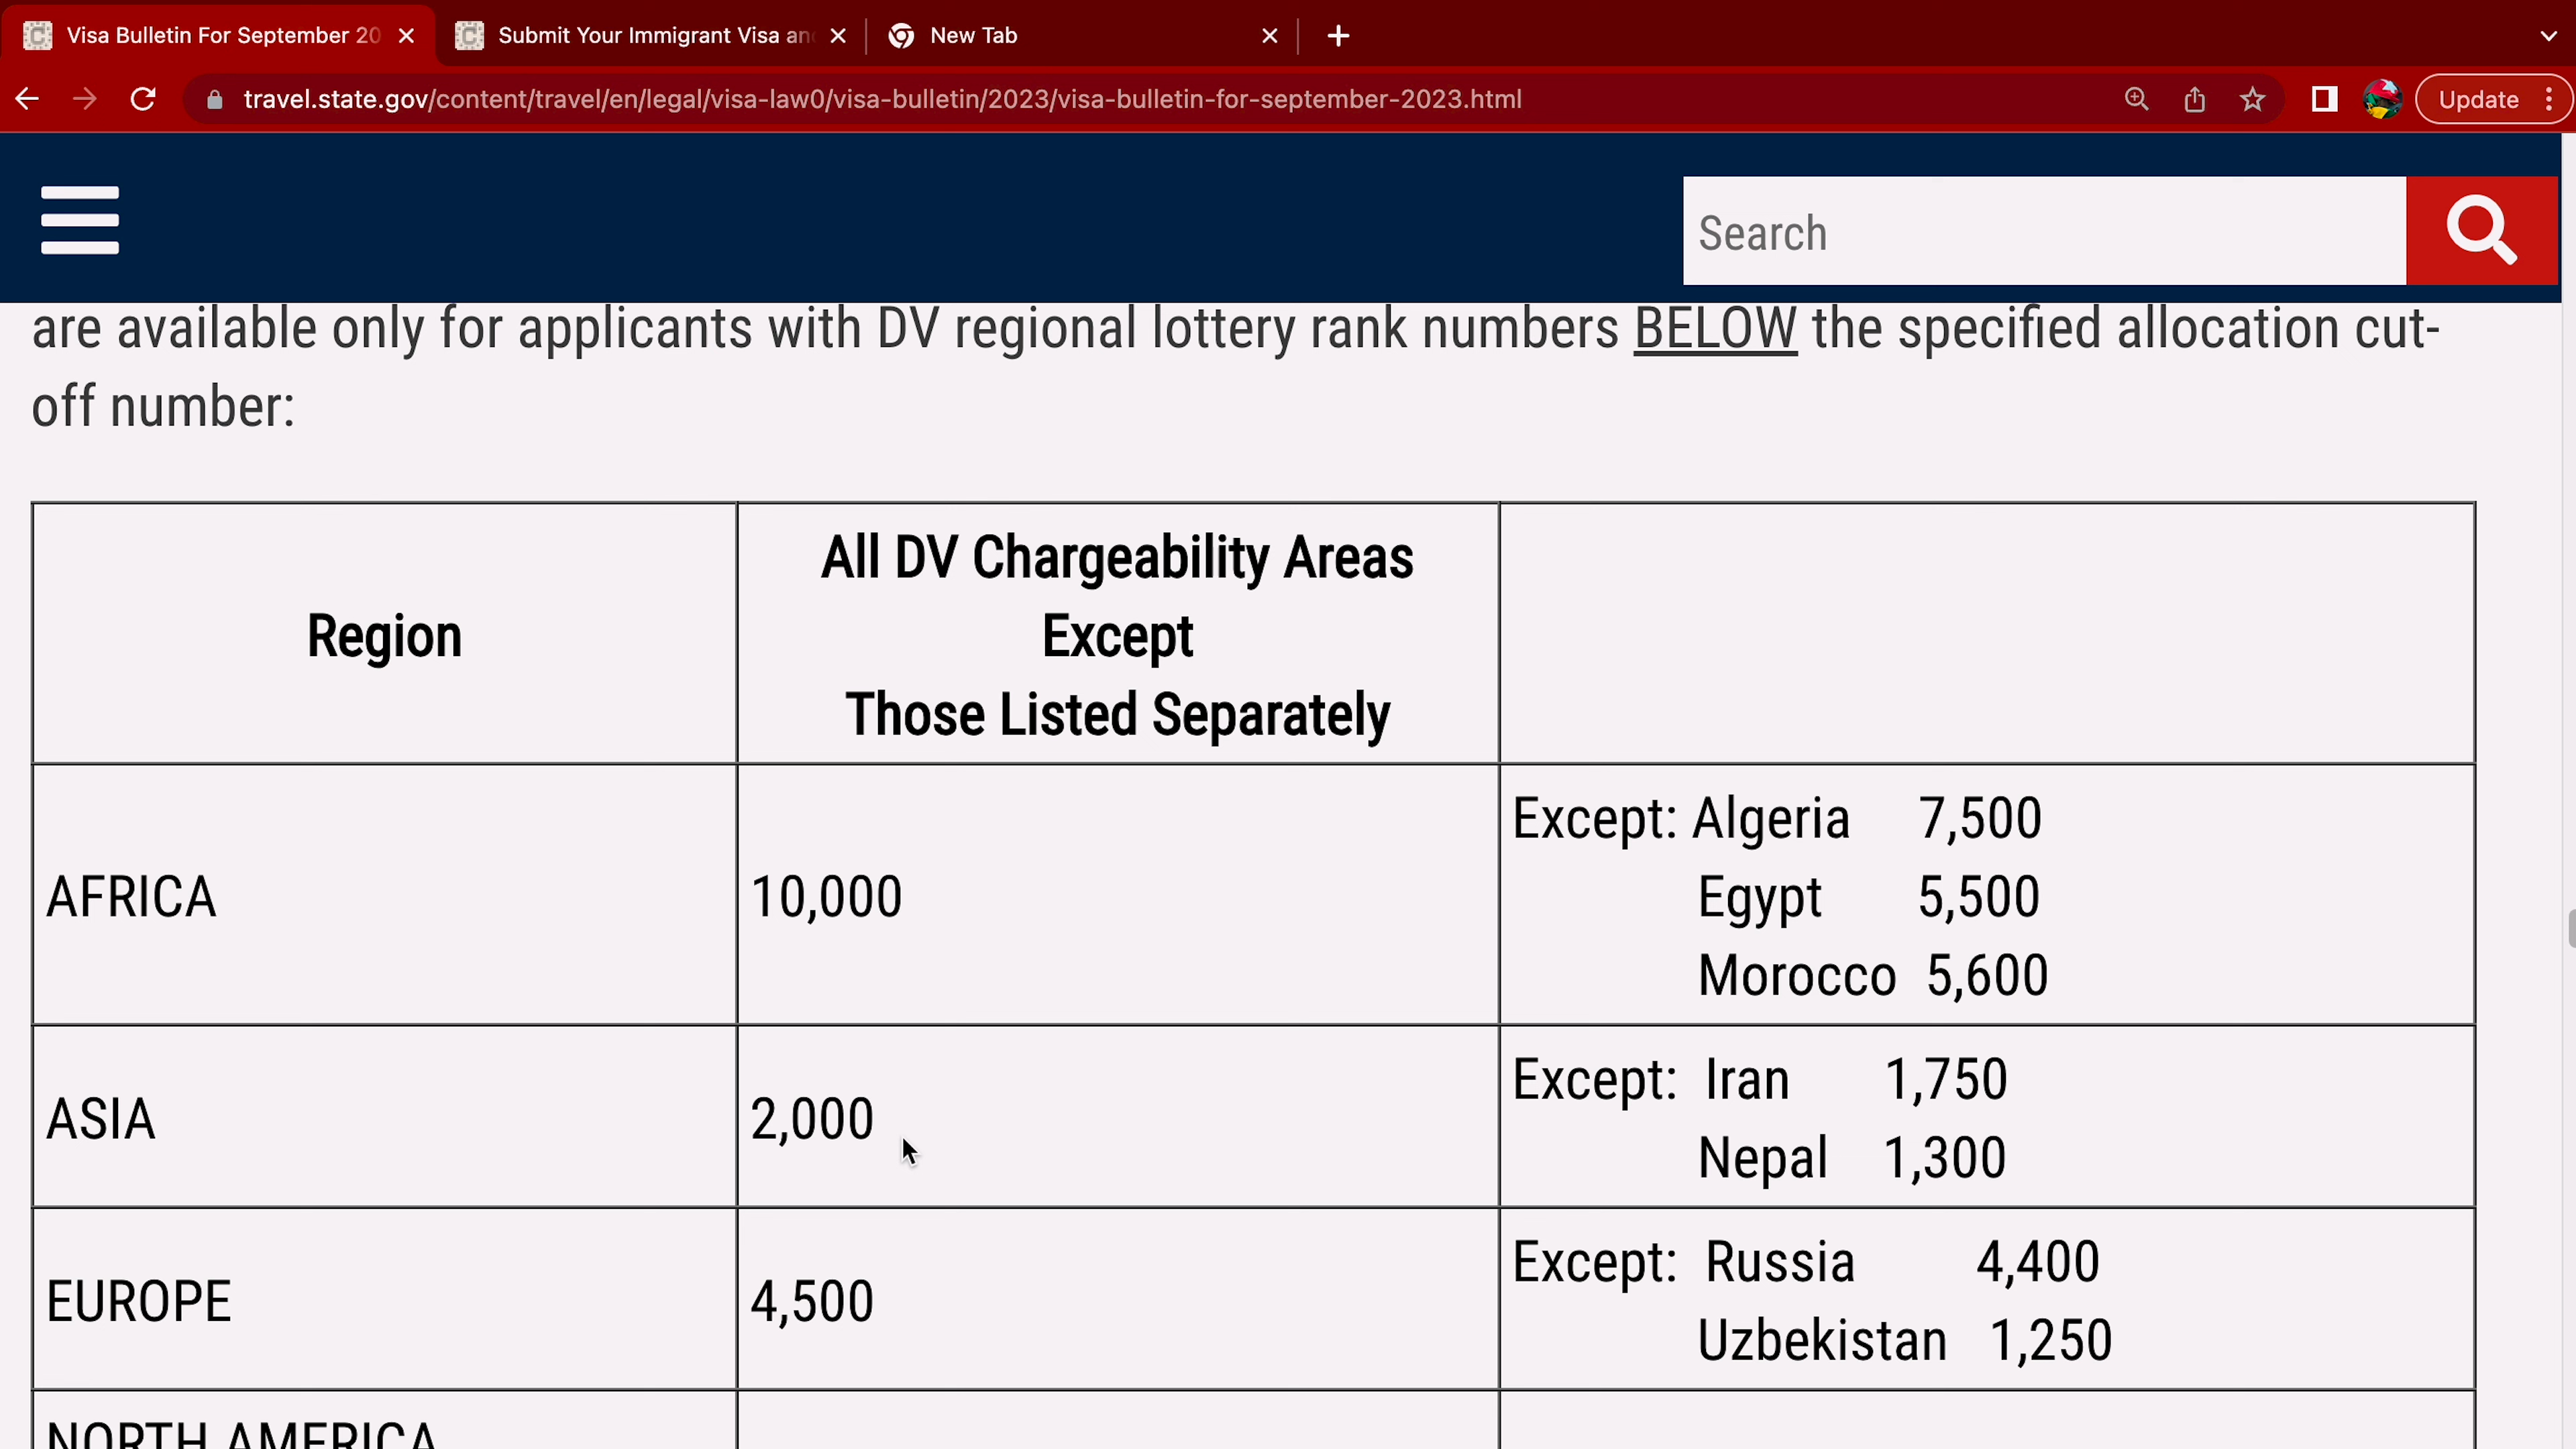 Visa Bulletin For September 20
Submit Your Immigrant Visa an
New Tab
travel.state.gov/content/travel/en/legal/visa-law0/visa-bulletin/2023/visa-bulletin-for-september-2023.html
Update
Search
are available only for applicants with DV regional lottery rank numbers BELOW the specified allocation cut-
off number:
Region
All DV Chargeability Areas
Except
Those Listed Separately
AFRICA
10,000
Except: Algeria 7,500
Egypt 5,500
Morocco 5,600
ASIA
2,000
Except: Iran 1,750
Nepal 1,300
EUROPE
4,500
Except: Russia 4,400
Uzbekistan 1,250
NORTH AMERICA